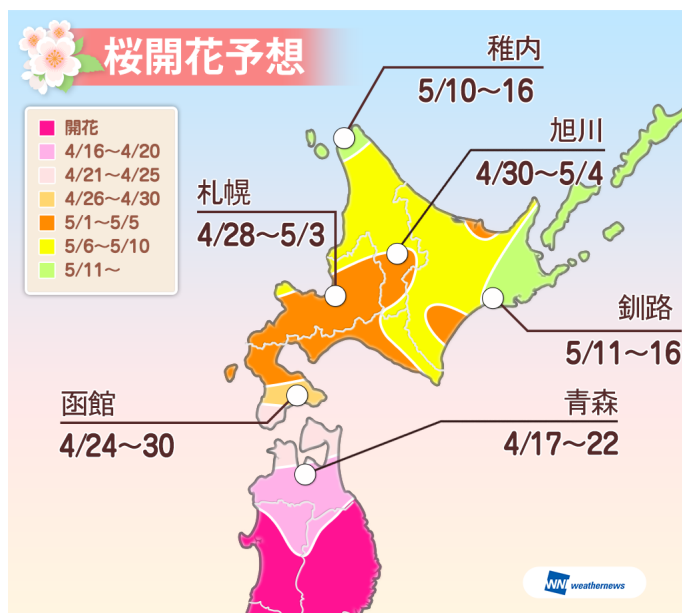 桜開花予想
開花
4/16～4/20
4/21～4/25
4/26～4/30
5/1～5/5
5/6～5/10
5/11～
稚内
5/10～16
旭川
4/30～5/4
札幌
4/28～5/3
釧路
5/11～16
函館
4/24～30
青森
4/17～22
WN weathernews